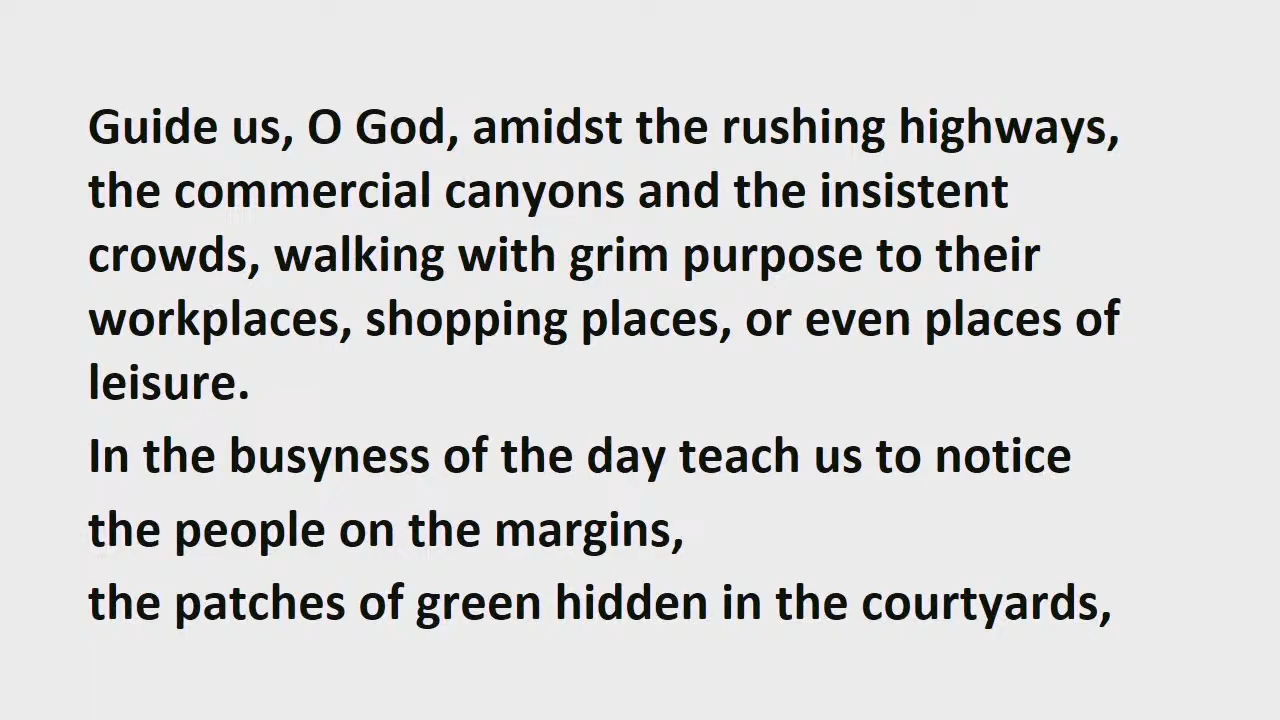 Guide us, O God, amidst the rushing highways,
the commercial canyons and the insistent
crowds, walking with grim purpose to their
workplaces, shopping places, or even places of
leisure.
In the busyness of the day teach us to notice
the people on the margins,
the patches of green hidden in the courtyards,